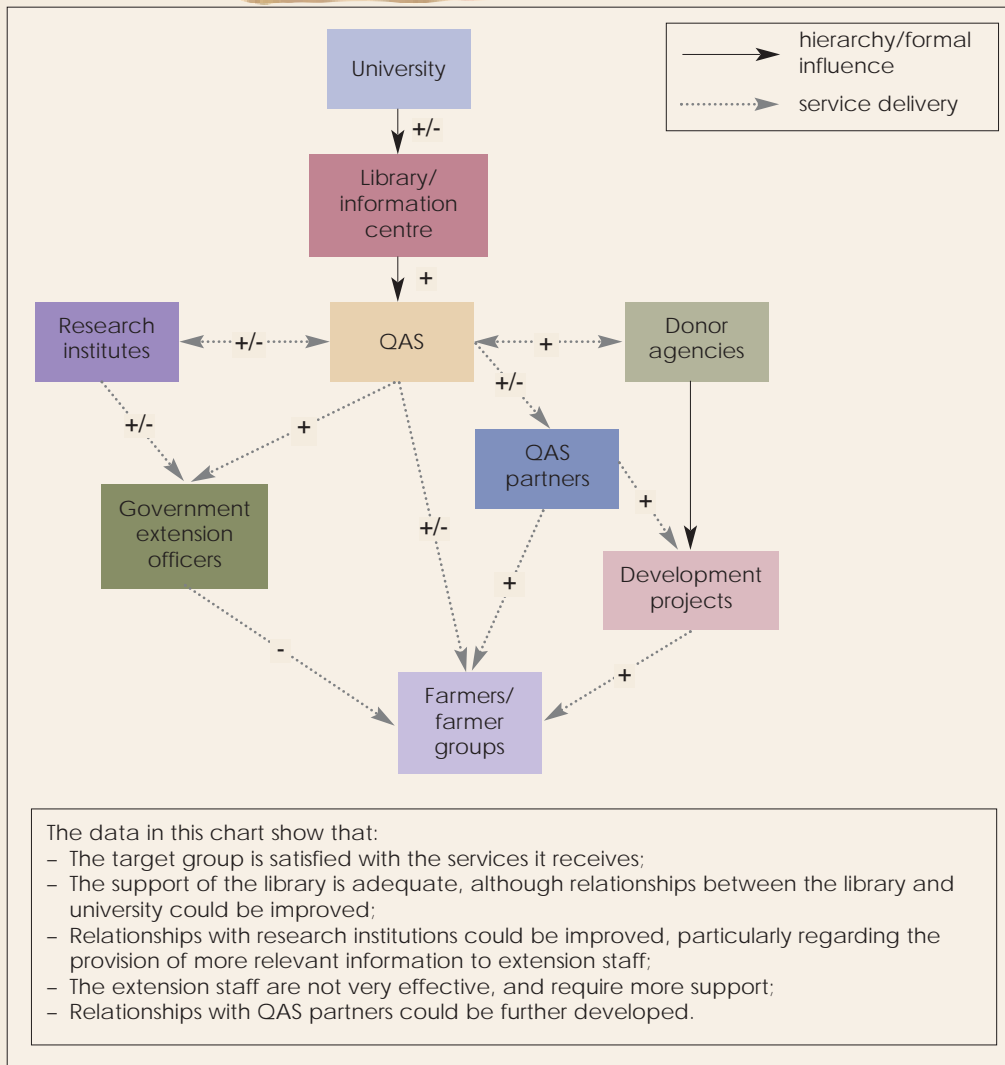 University
hierarchy/formal
influence
service delivery
+/-
Library/
information
centre
+
Research
institutes
+/-
QAS
+
Donor
agencies
+/-
+/-
+
QAS
partners
Government
extension
officers
+/-
+
+
Development
projects
-
+
Farmers/
farmer
groups
The data in this chart show that:
– The target group is satisfied with the services it receives;
– The support of the library is adequate, although relationships between the library and
university could be improved;
– Relationships with research institutions could be improved, particularly regarding the
provision of more relevant information to extension staff;
– The extension staff are not very effective, and require more support;
– Relationships with QAS partners could be further developed.